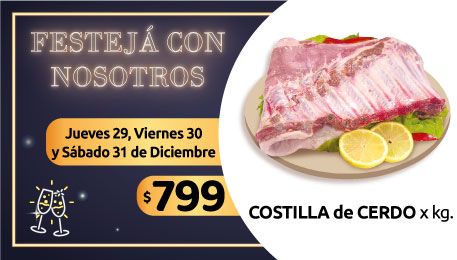 FESTEJÁ CON
NOSOTROS
Jueves 29, Viernes 30
y Sábado 31 de Diciembre
$799
COSTILLA de CERDO x kg.